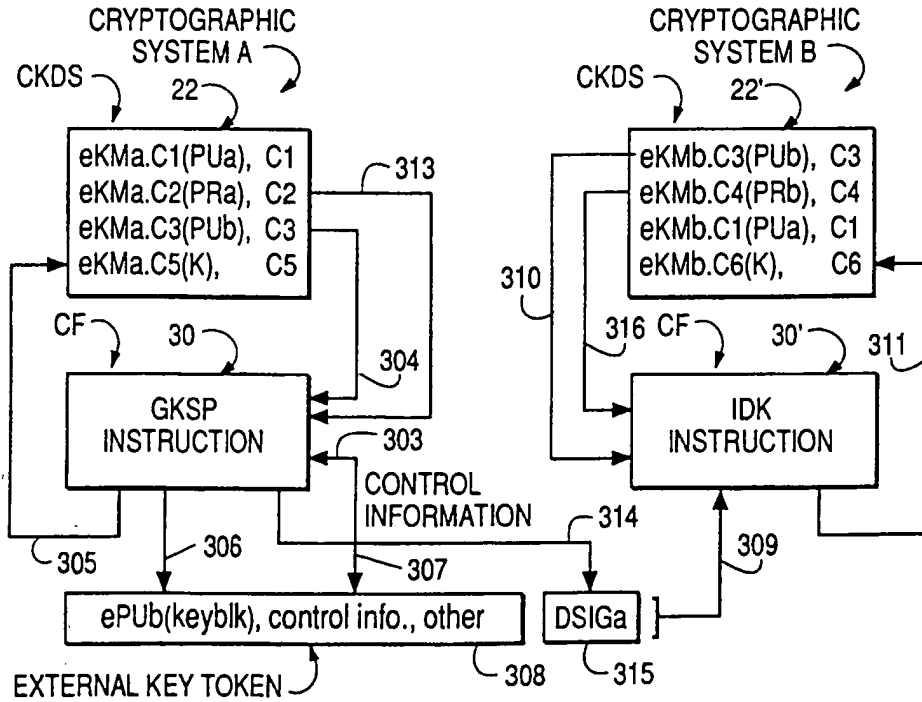 CRYPTOGRAPHIC
SYSTEM A
CKDS
22
eKMa.C1(PUa), C1
eKMa.C2(PRa), C2
eKMa.C3(PUb), C3
eKMa.C5(K), C5
313
CF
30
304
GKSP
INSTRUCTION
303
CONTROL
INFORMATION
305
306
307
314
ePUb(keyblk), control info., other
308
EXTERNAL KEY TOKEN
CRYPTOGRAPHIC
SYSTEM B
CKDS
22'
eKMb.C3(PUb), C3
eKMb.C4(PRb), C4
eKMb.C1(PUa), C1
eKMb.C6(K), C6
310
316
CF
30'
311
IDK
INSTRUCTION
309
DSIGa
315